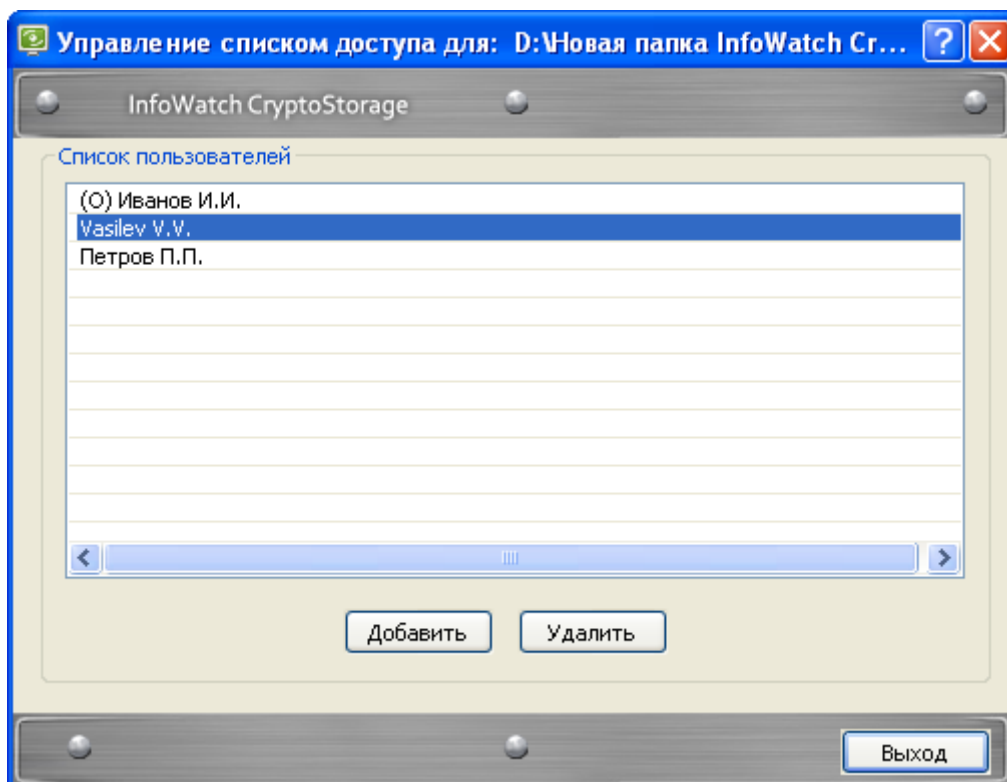 Управление списком доступа для: D:\Новая папка InfoWatch Cr...
InfoWatch CryptoStorage
Список пользователей
(О) Иванов И.И.
Vasilev V.V.
Петров П.П.
Добавить Удалить
Выход